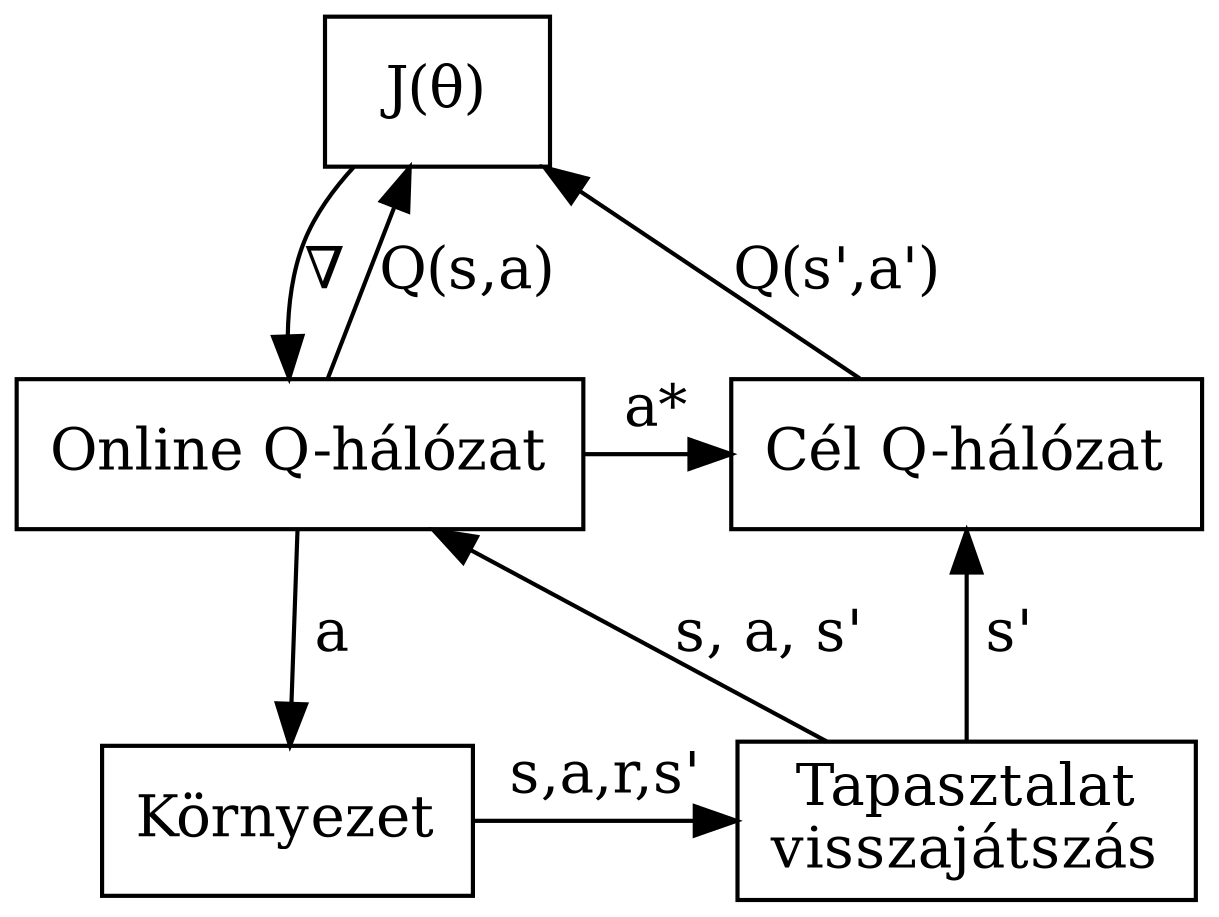 J(θ)
∇
Q(s,a)
Q(s',a')
a*
Online Q-hálózat
Cél Q-hálózat
a
s, a, s'
s'
s,a,r,s'
Környezet
Tapasztalat
visszajátszás